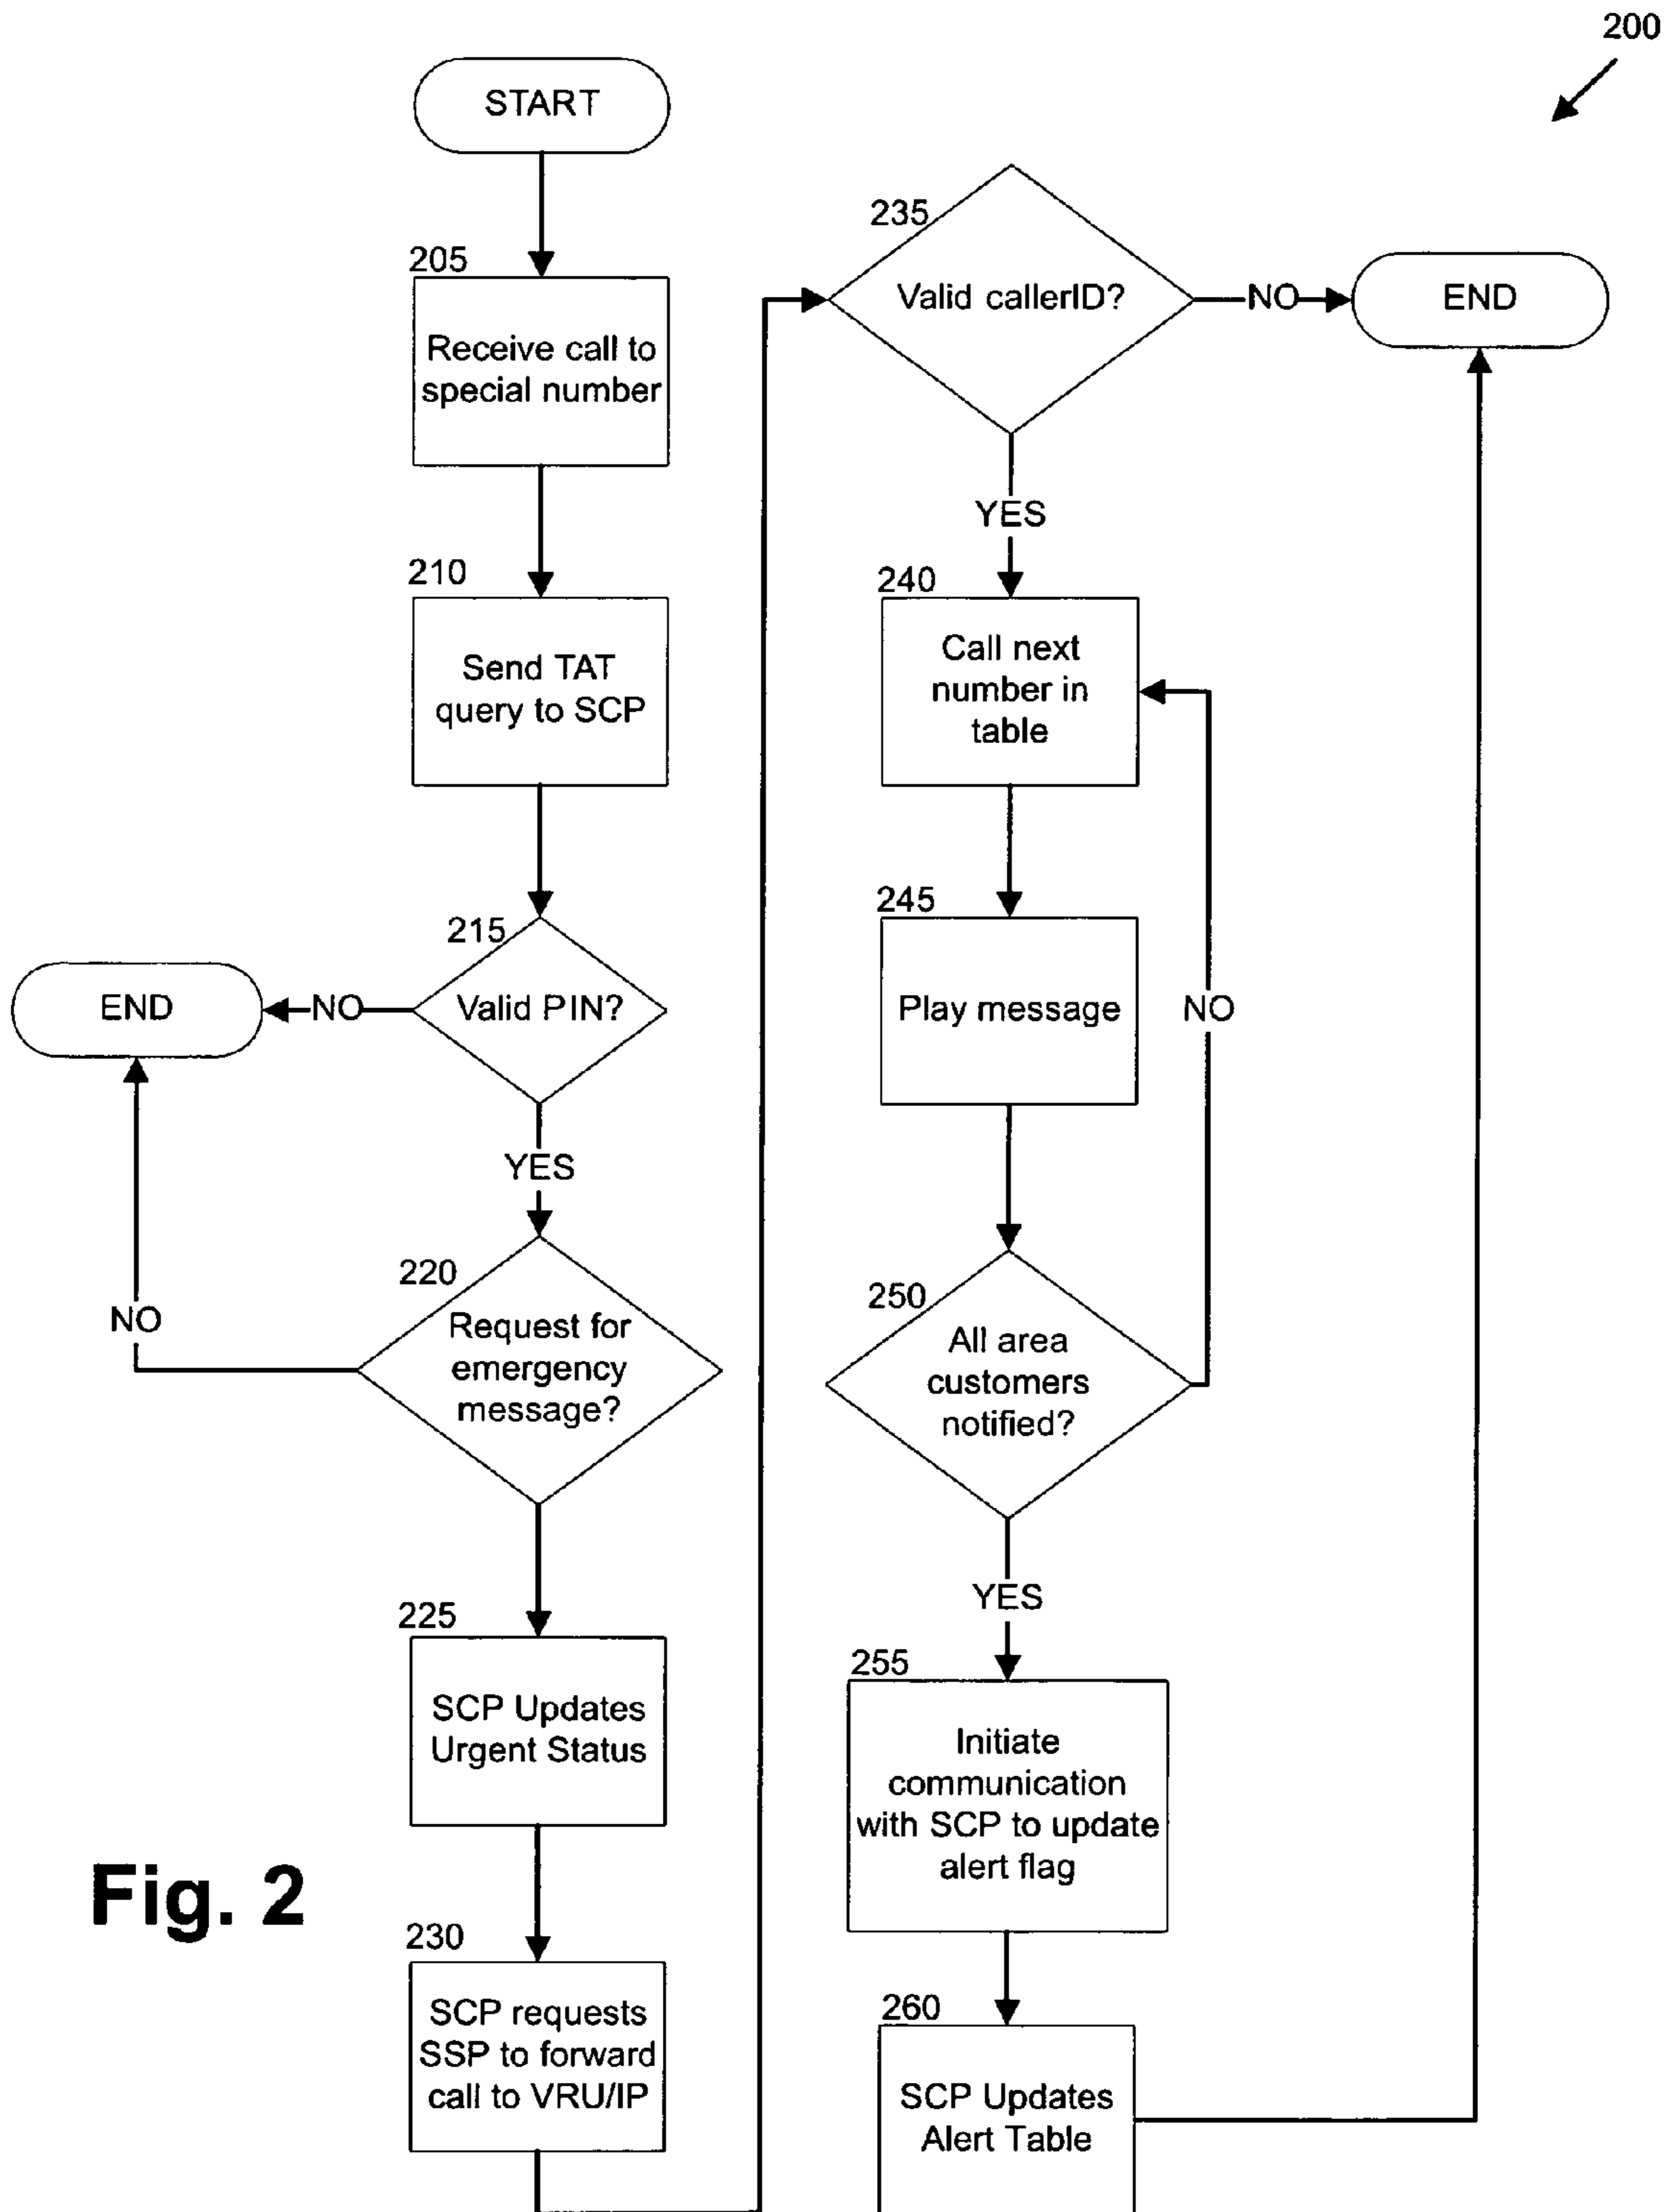 200
START
205
Receive call to
special number
210
Send TAT
query to SCP
215
Valid PIN?
NO
END
YES
220
Request for
emergency
message?
NO
225
SCP Updates
Urgent Status
230
SCP requests
SSP to forward
call to VRU/IP
235
Valid callerID?
NO
END
YES
240
Call next
number in
table
245
Play message
NO
250
All area
customers
notified?
YES
255
Initiate
communication
with SCP to update
alert flag
260
SCP Updates
Alert Table
Fig. 2